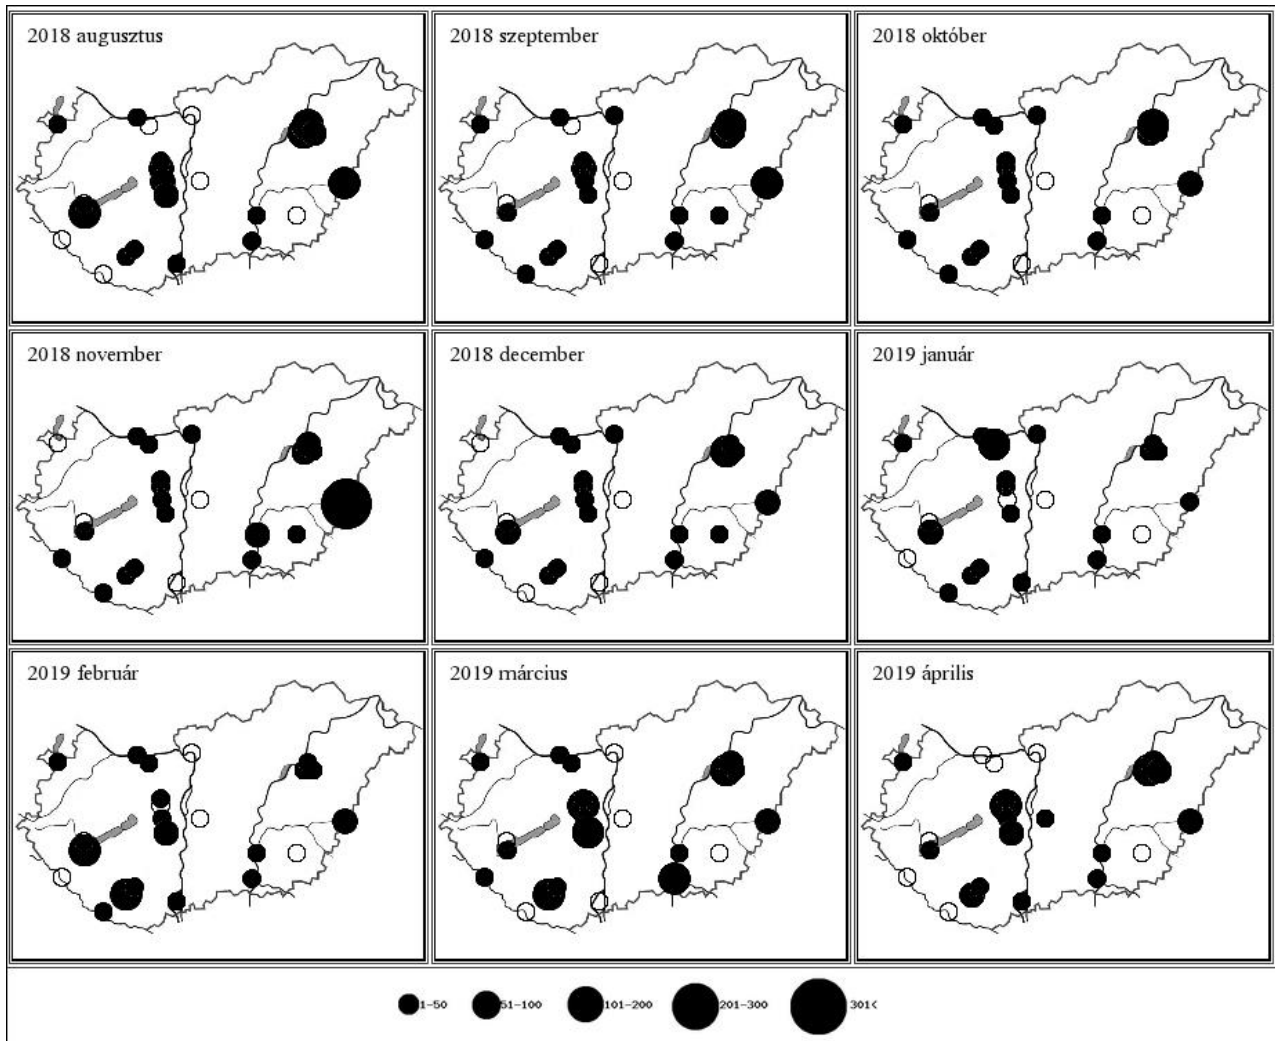 2018 augusztus
2018 szeptember
2018 október
2018 november
2018 december
2019 január
2019 február
2019 március
2019 április
1-50 51-100 101-200 201-300 301<